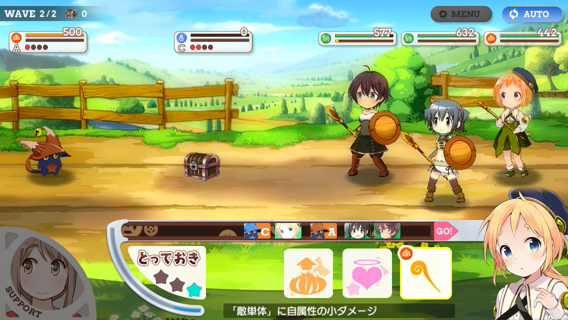 WAVE 2/2 0
MENU
AUTO
500
A
0
C
577
632
442
C A GO!
とっておき
SUPPORT
「敵単体」に自属性の小ダメージ